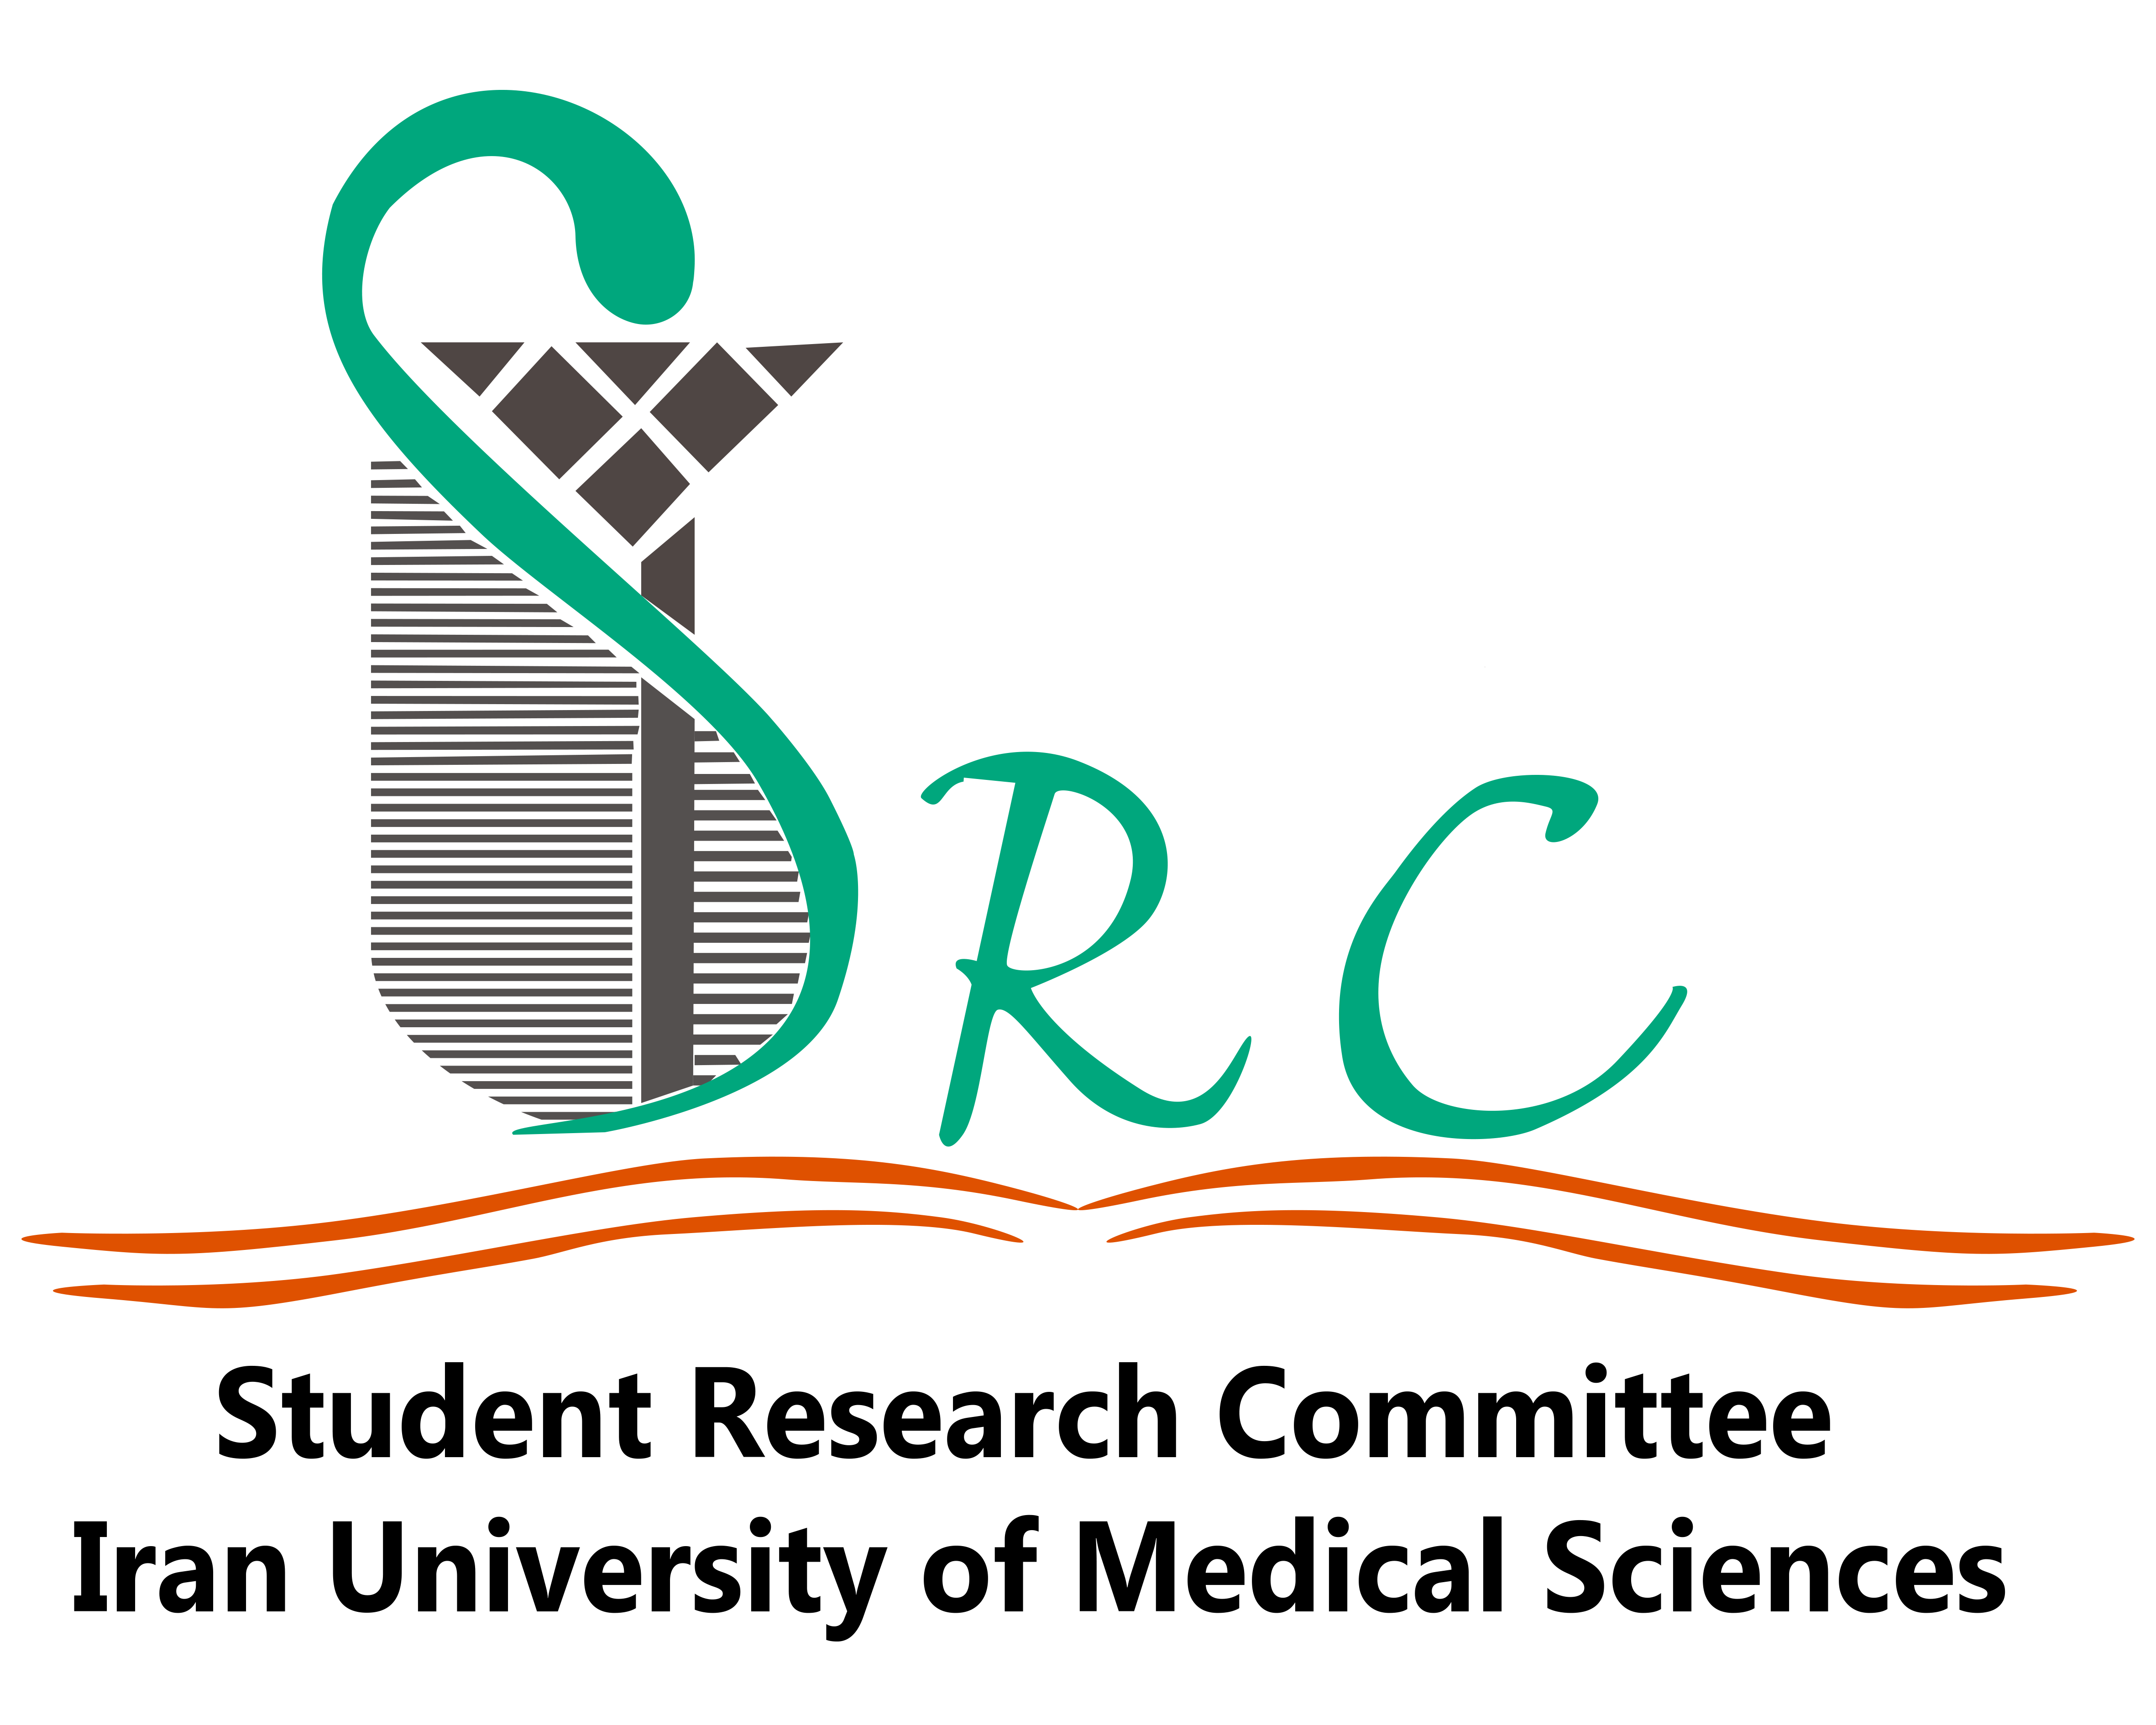 SRC
Student Research Committee
Iran University of Medical Sciences